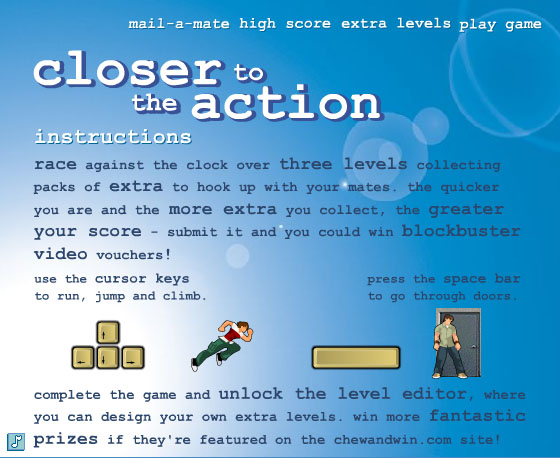 mail-a-mate high score extra levels play game
closer to
the action
instructions
race against the clock over three levels collecting
packs of extra to hook up with your mates. the quicker
you are and the more extra you collect, the greater
your score - submit it and you could win blockbuster
video vouchers!
use the cursor keys
to run, jump and climb.
press the space bar
to go through doors.
complete the game and unlock the level editor, where
you can design your own extra levels. win more fantastic
prizes if they're featured on the chewandwin.com site!